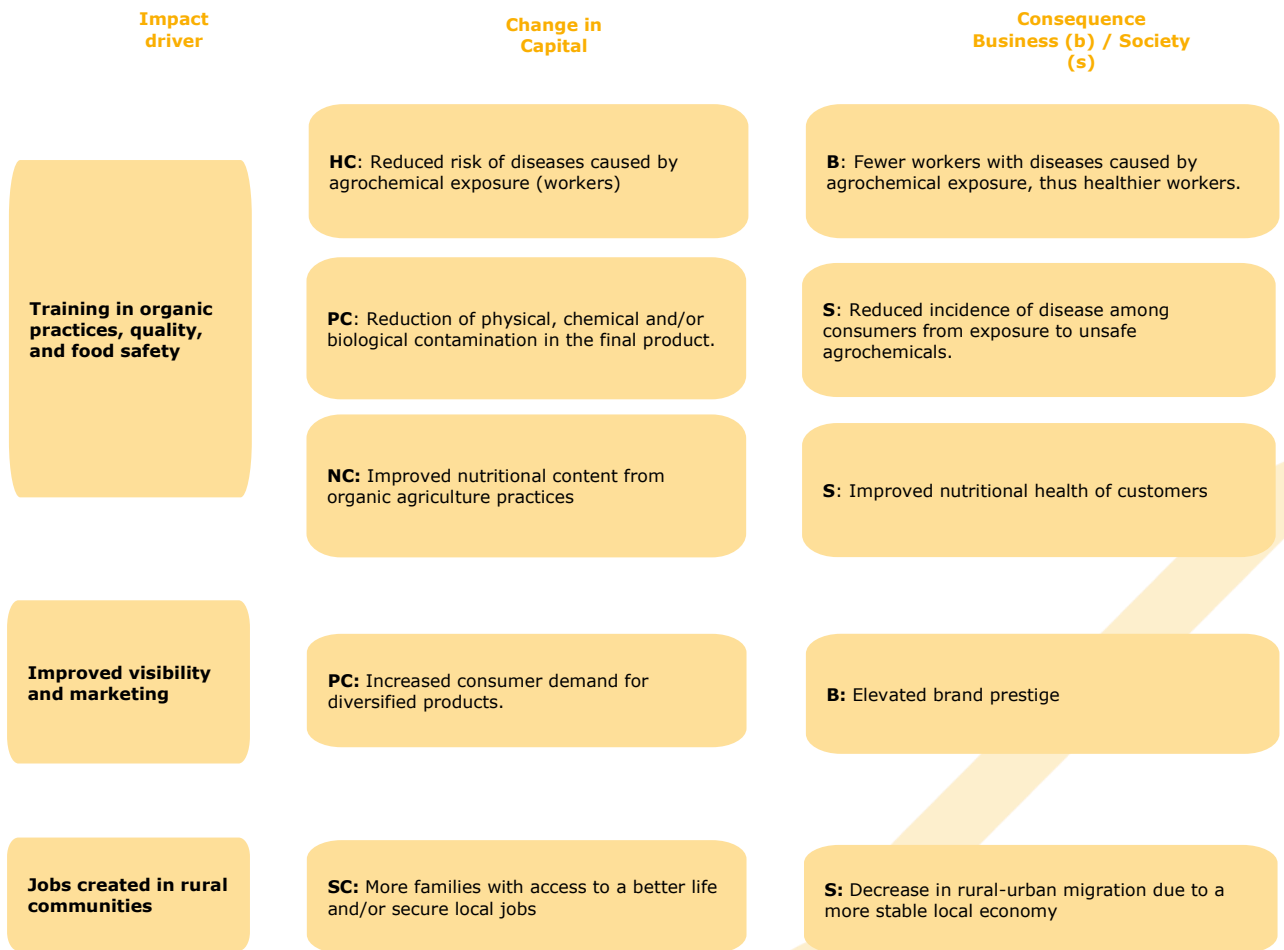 Impact
driver
Change in
Capital
Consequence
Business (b) / Society
(s)
Training in organic
practices, quality,
and food safety
HC: Reduced risk of diseases caused by
agrochemical exposure (workers)
B: Fewer workers with diseases caused by
agrochemical exposure, thus healthier workers.
PC: Reduction of physical, chemical and/or
biological contamination in the final product.
S: Reduced incidence of disease among
consumers from exposure to unsafe
agrochemicals.
NC: Improved nutritional content from
organic agriculture practices
S: Improved nutritional health of customers
Improved visibility
and marketing
PC: Increased consumer demand for
diversified products.
B: Elevated brand prestige
Jobs created in rural
communities
SC: More families with access to a better life
and/or secure local jobs
S: Decrease in rural-urban migration due to a
more stable local economy